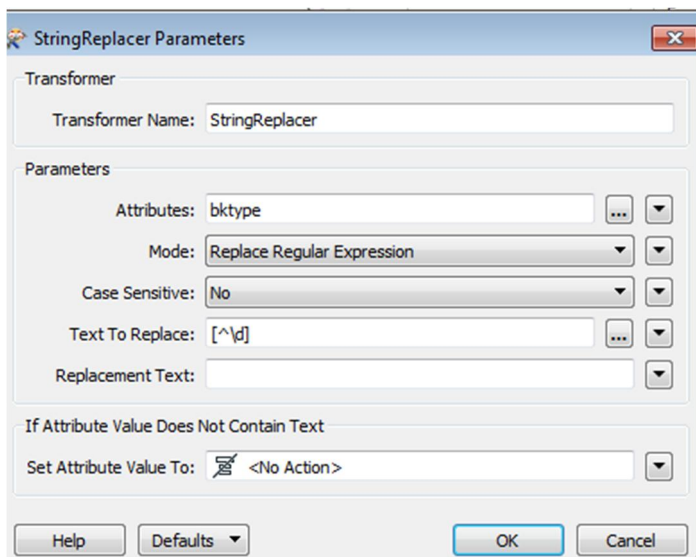 StringReplacer Parameters
Transformer
Transformer Name: StringReplacer
Parameters
Attributes: bktype ...
Mode: Replace Regular Expression
Case Sensitive: No
Text To Replace: [^\d] ...
Replacement Text:
If Attribute Value Does Not Contain Text
Set Attribute Value To: <No Action>
Help Defaults OK Cancel